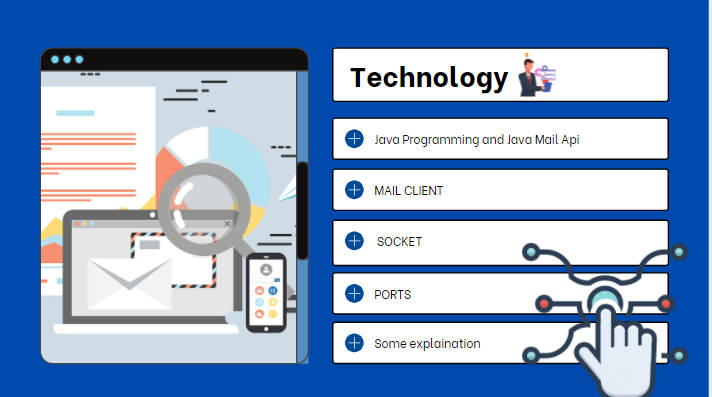 Technology
Java Programming and Java Mail Api
MAIL CLIENT
SOCKET
PORTS
Some explaination